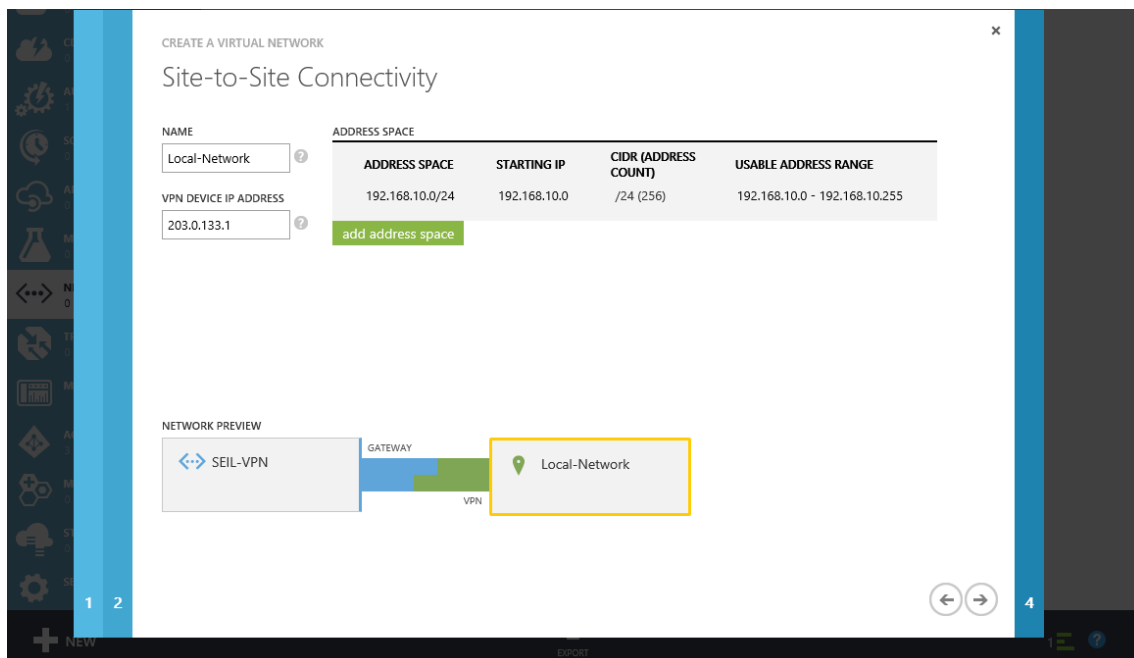 CREATE A VIRTUAL NETWORK
×
Site-to-Site Connectivity
NAME
Local-Network
?
VPN DEVICE IP ADDRESS
203.0.133.1
?
ADDRESS SPACE
ADDRESS SPACE STARTING IP CIDR (ADDRESS COUNT) USABLE ADDRESS RANGE
192.168.10.0/24 192.168.10.0 /24 (256) 192.168.10.0 - 192.168.10.255
add address space
NETWORK PREVIEW
SEIL-VPN
GATEWAY
VPN
Local-Network
1 2
4
NEW
EXPORT
1
?